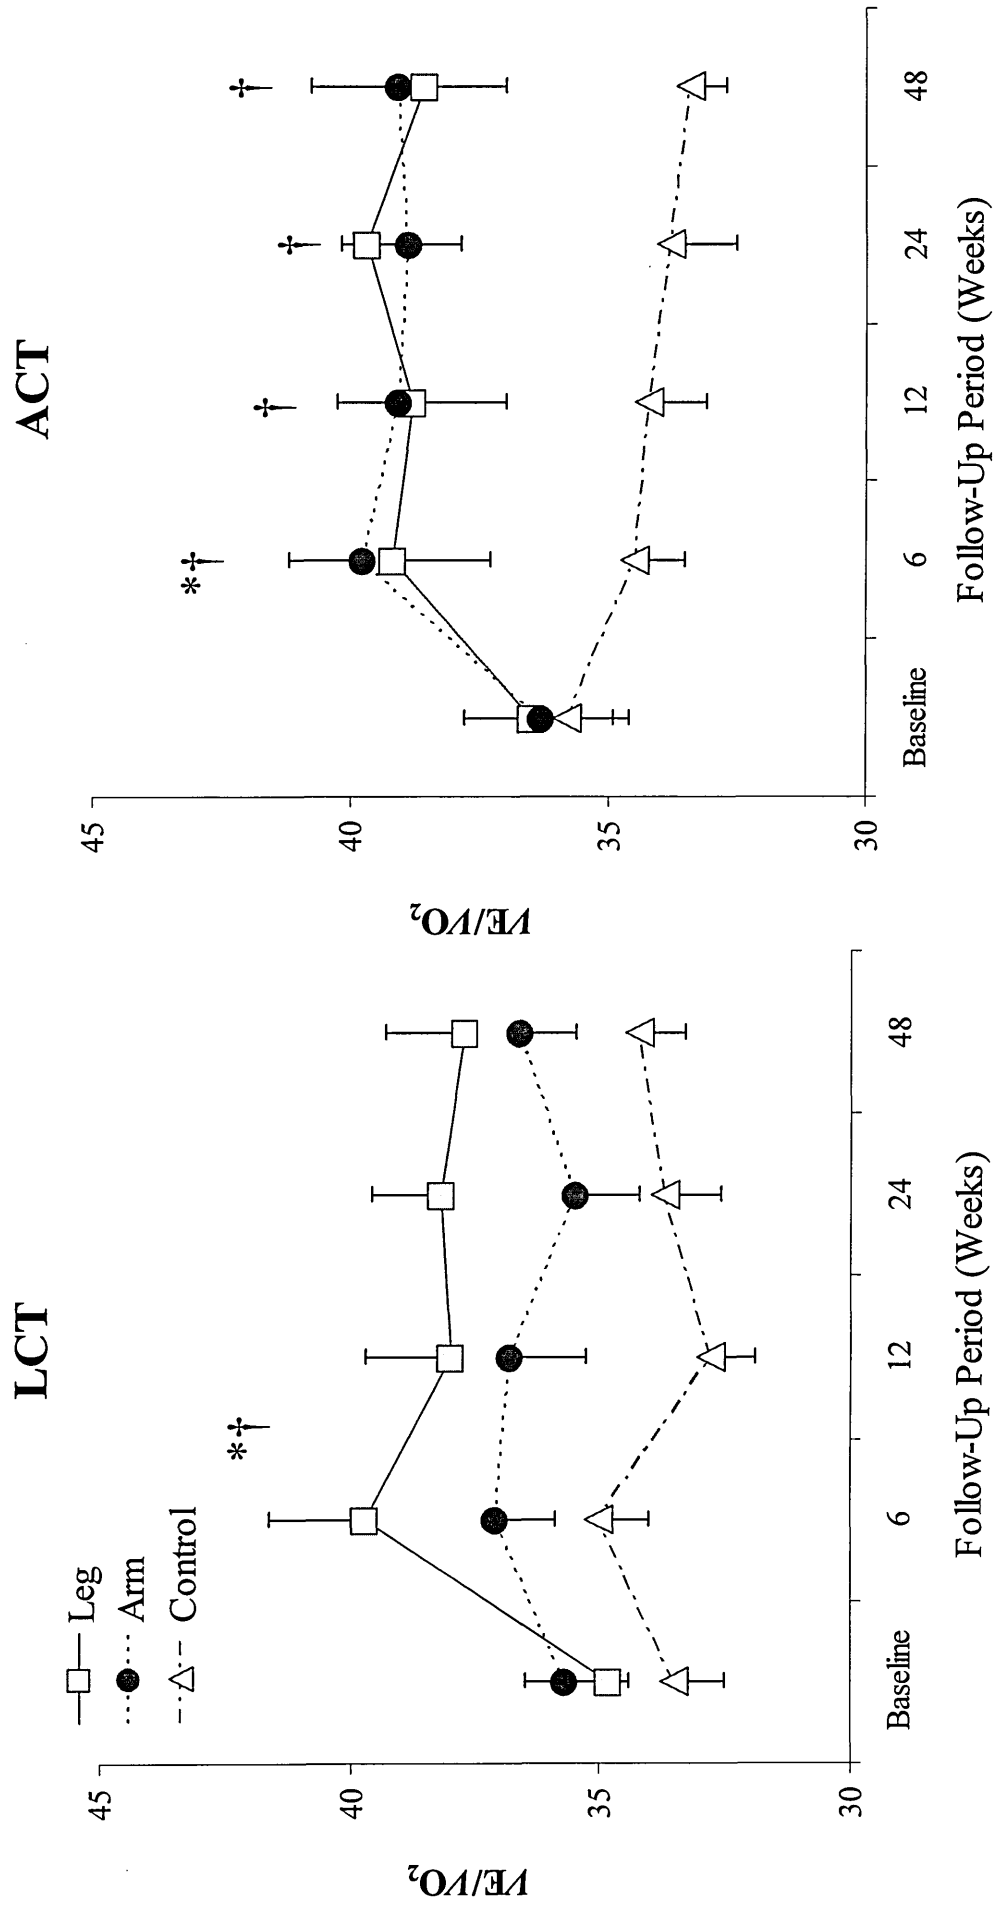 LCT
Leg
Arm
Control
*‡
45
40
35
30
VE/VO₂
Baseline
6
12
24
48
Follow-Up Period (Weeks)
ACT
*‡
‡
‡
‡
45
40
35
30
VE/VO₂
Baseline
6
12
24
48
Follow-Up Period (Weeks)